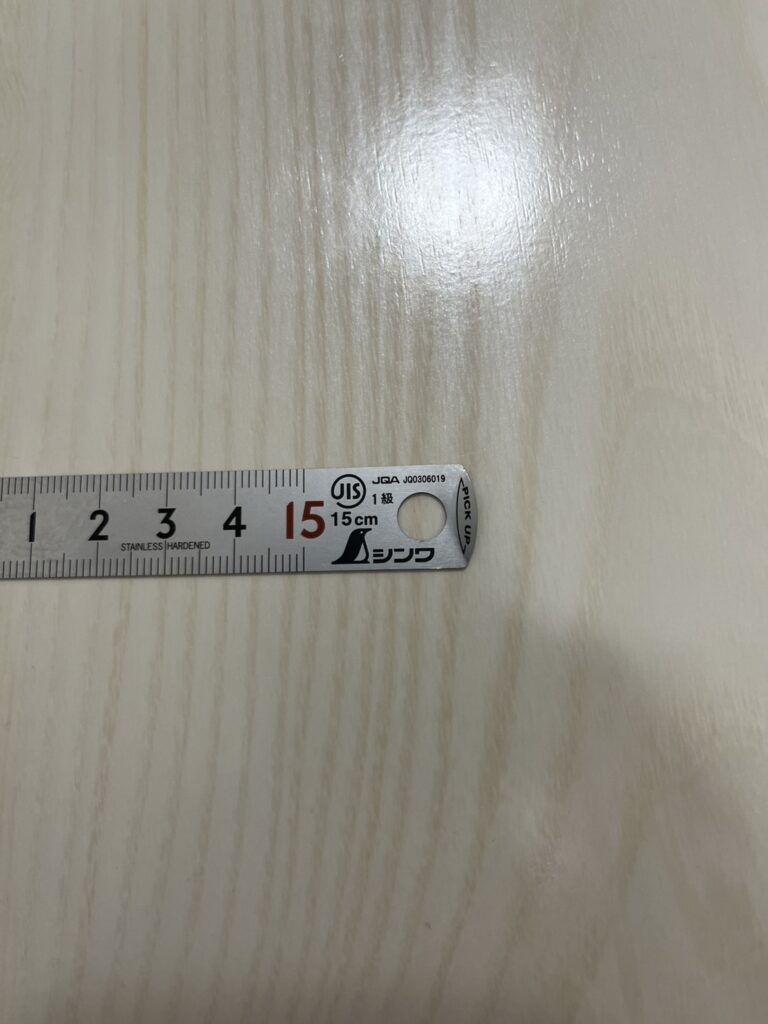 1 2 3 4 15
STAINLESS HARDENED
JIS
JQA JQ0306019
1級
15cm
シンワ
PICK UP